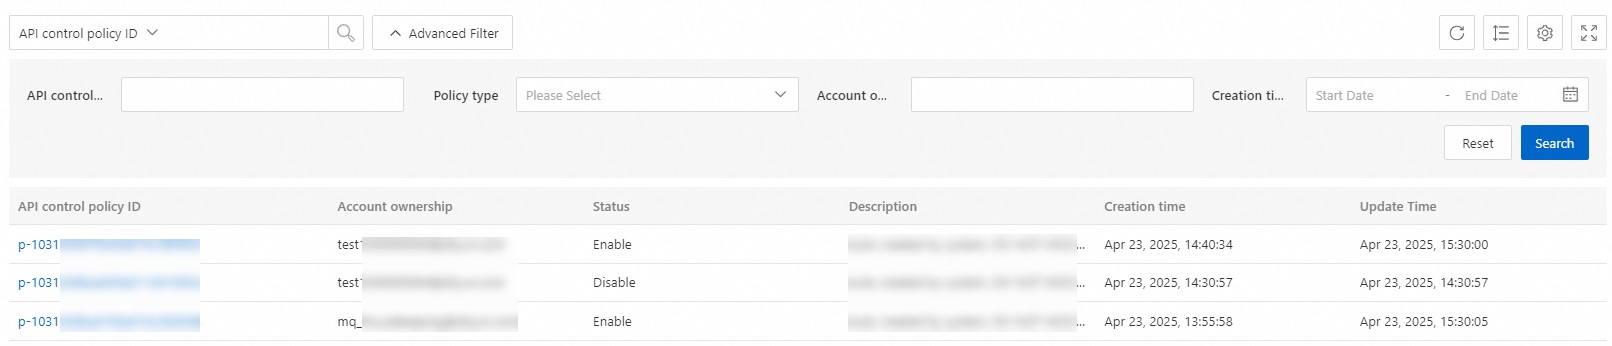 API control policy ID Advanced Filter
API control... Policy type Please Select Account o... Creation ti... Start Date - End Date
Reset Search
API control policy ID Account ownership Status Description Creation time Update Time
p-1031 test Enable ... Apr 23, 2025, 14:40:34 Apr 23, 2025, 15:30:00
p-1031 test Disable ... Apr 23, 2025, 14:30:57 Apr 23, 2025, 14:30:57
p-1031 mq_ Enable ... Apr 23, 2025, 13:55:58 Apr 23, 2025, 15:30:05